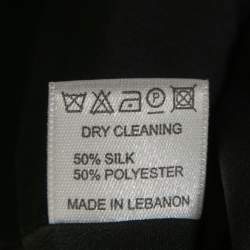 P
DRY CLEANING
50% SILK
50% POLYESTER
MADE IN LEBANON